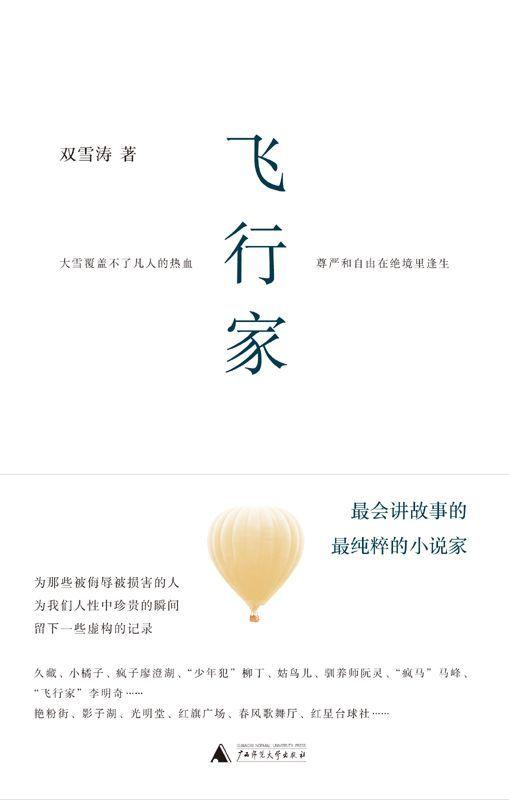 双雪涛 著
飞行家
大雪覆盖不了凡人的热血
尊严和自由在绝境里逢生
最会讲故事的
最纯粹的小说家
为那些被侮辱被损害的人
为我们人性中珍贵的瞬间
留下一些虚构的记录
久藏、小橘子、疯子廖澄湖、“少年犯”柳丁、姑鸟儿、驯养师阮灵、“疯马”马峰、
“飞行家”李明奇……
艳粉街、影子湖、光明堂、红旗广场、春风歌舞厅、红星台球社……
GUANGXI NORMAL UNIVERSITY PRESS
广西师范大学出版社